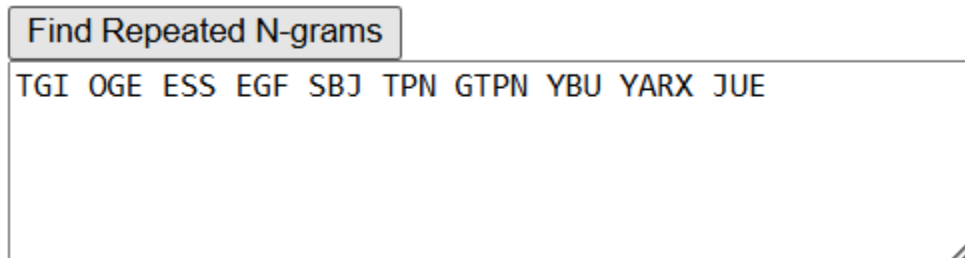 Find Repeated N-grams
TGI OGE ESS EGF SBJ TPN GTPN YBU YARX JUE